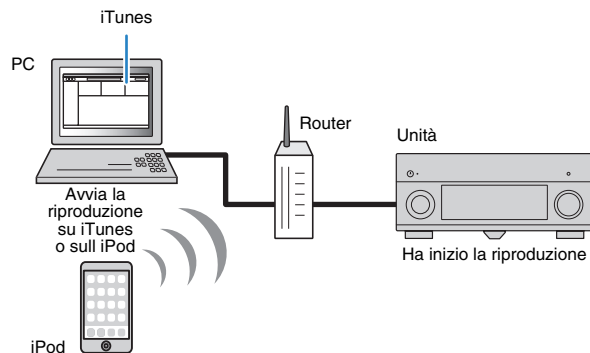 iTunes
PC
Router
Unità
Avvia la
riproduzione
su iTunes
o sull iPod
Ha inizio la riproduzione
iPod